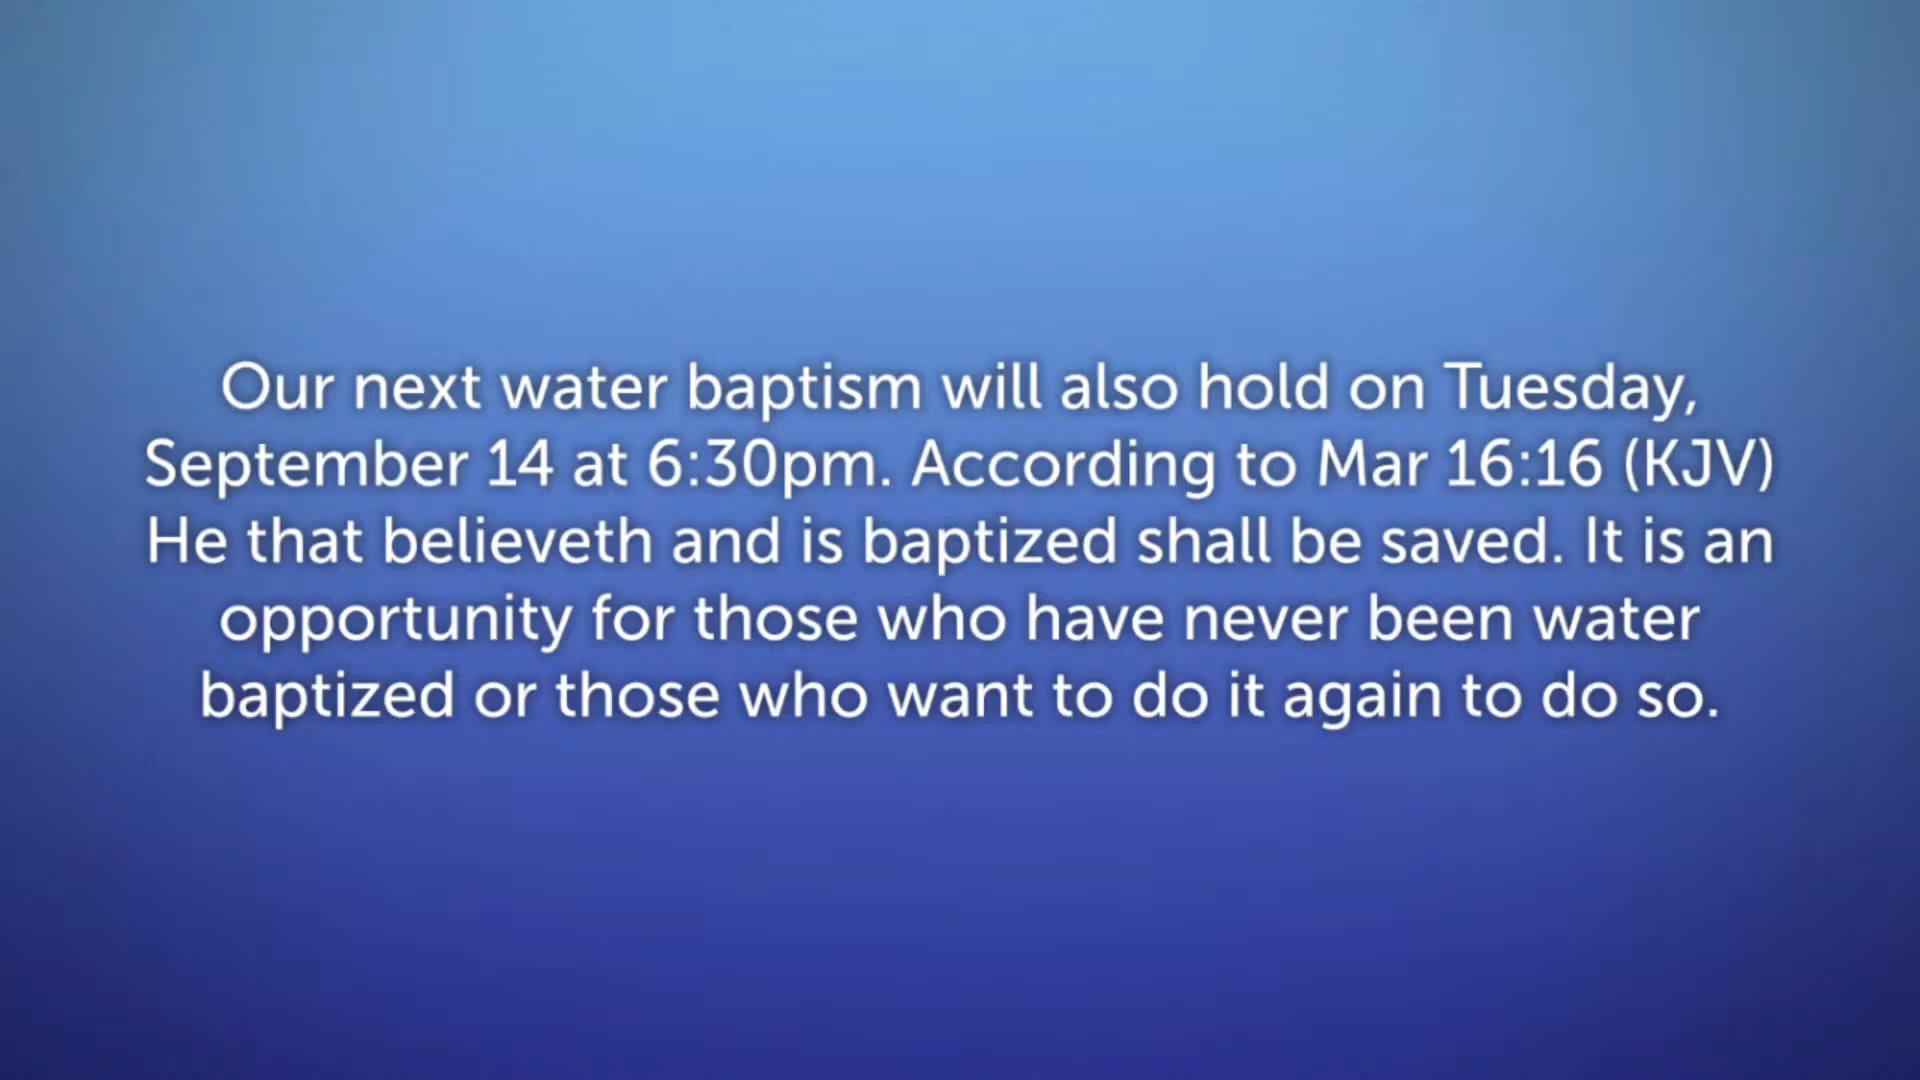 Our next water baptism will also hold on Tuesday,
September 14 at 6:30pm. According to Mar 16:16 (KJV)
He that believeth and is baptized shall be saved. It is an
opportunity for those who have never been water
baptized or those who want to do it again to do so.